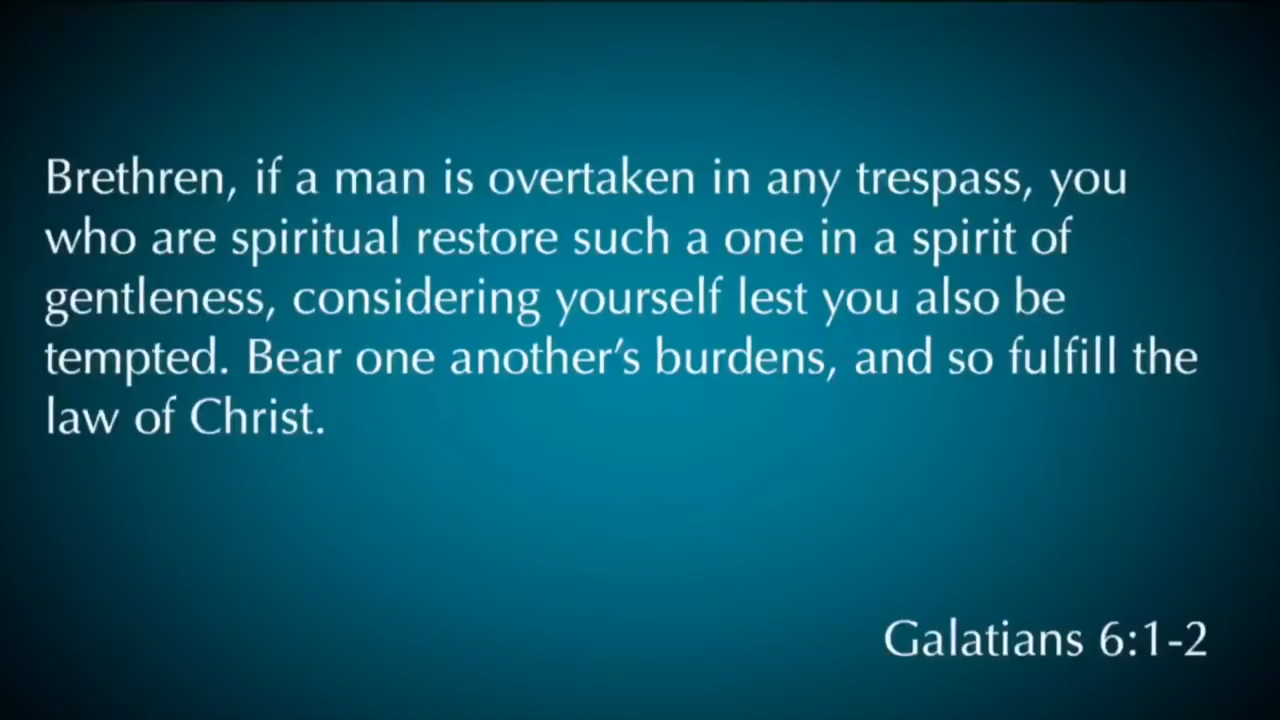 Brethren, if a man is overtaken in any trespass, you
who are spiritual restore such a one in a spirit of
gentleness, considering yourself lest you also be
tempted. Bear one another’s burdens, and so fulfill the
law of Christ.
Galatians 6:1-2